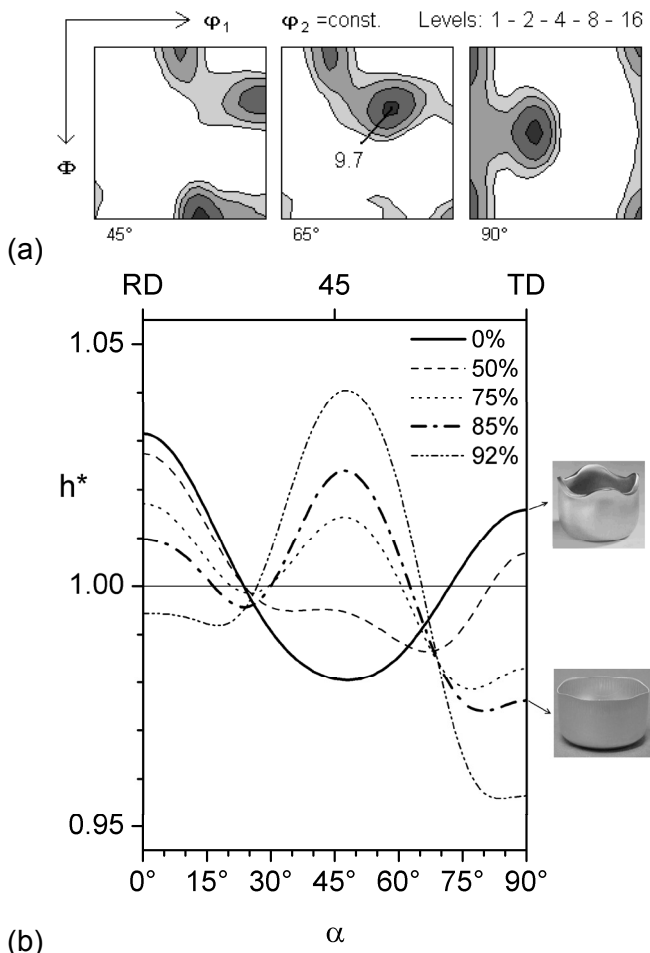 φ1 φ2 =const. Levels: 1 - 2 - 4 - 8 - 16
Φ
9.7
45° 65° 90°
(a)
RD 45 TD
1.05
0%
50%
75%
85%
92%
h*
1.00
0.95
0° 15° 30° 45° 60° 75° 90°
(b) α